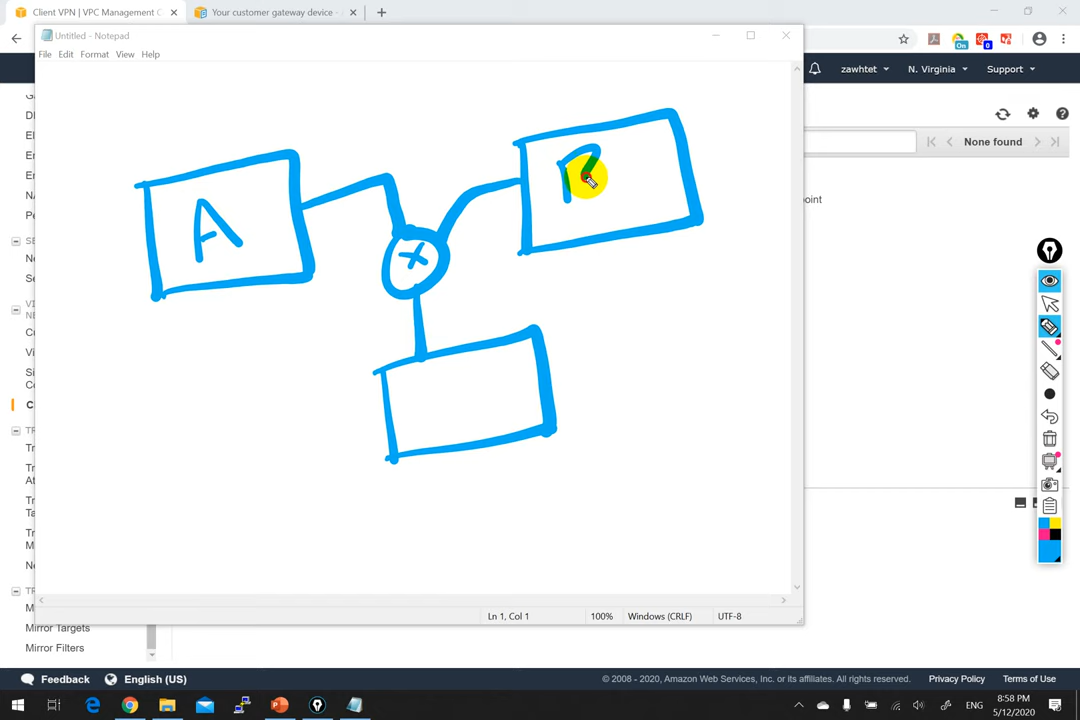 Client VPN | VPC Management C
Your customer gateway device -
Untitled - Notepad
File Edit Format View Help
On
0
zawhtet
N. Virginia
Support
None found
A
×
point
Mirror Targets
Mirror Filters
Ln 1, Col 1
100%
Windows (CRLF)
UTF-8
Feedback
English (US)
© 2008 - 2020, Amazon Web Services, Inc. or its affiliates. All rights reserved.
Privacy Policy
Terms of Use
ENG
8:58 PM
5/12/2020